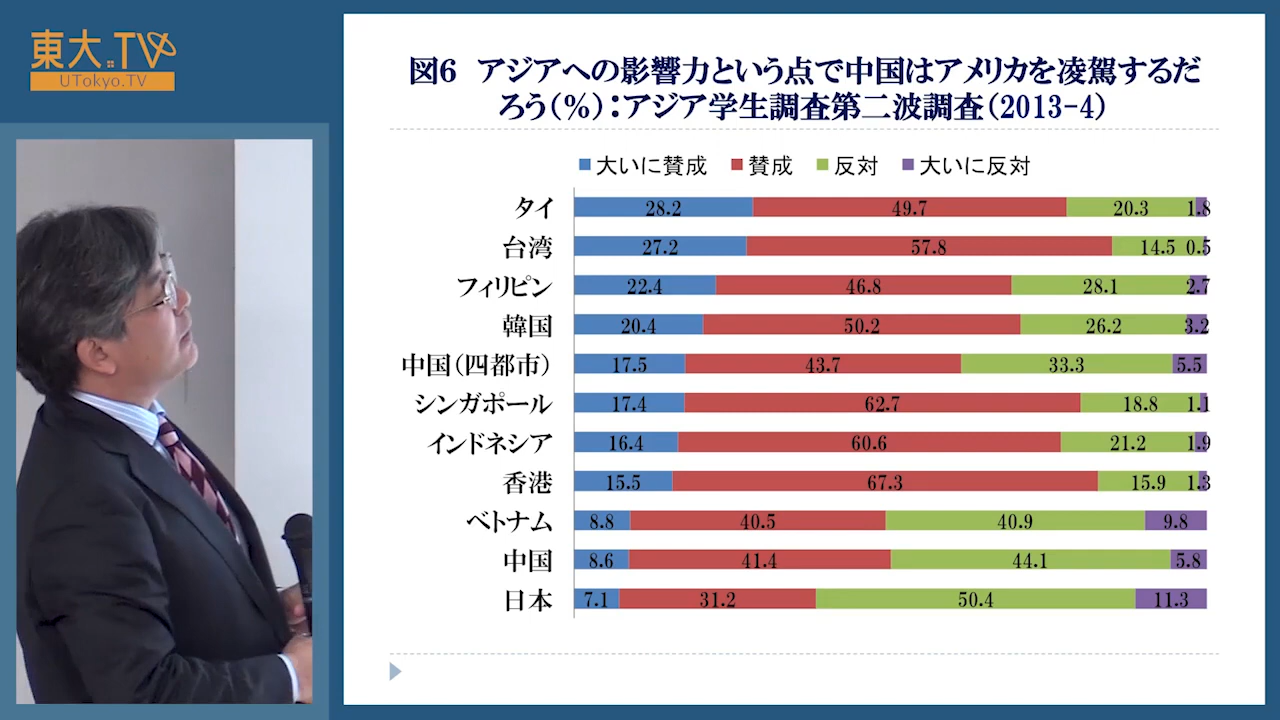 東大.TV
UTokyo.TV
図6 アジアへの影響力という点で中国はアメリカを凌駕するだ
ろう(%):アジア学生調査第二波調査(2013-4)
大いに賛成 賛成 反対 大いに反対
タイ 28.2 49.7 20.3 1.8
台湾 27.2 57.8 14.5 0.5
フィリピン 22.4 46.8 28.1 2.7
韓国 20.4 50.2 26.2 3.2
中国(四都市) 17.5 43.7 33.3 5.5
シンガポール 17.4 62.7 18.8 1.1
インドネシア 16.4 60.6 21.2 1.9
香港 15.5 67.3 15.9 1.3
ベトナム 8.8 40.5 40.9 9.8
中国 8.6 41.4 44.1 5.8
日本 7.1 31.2 50.4 11.3